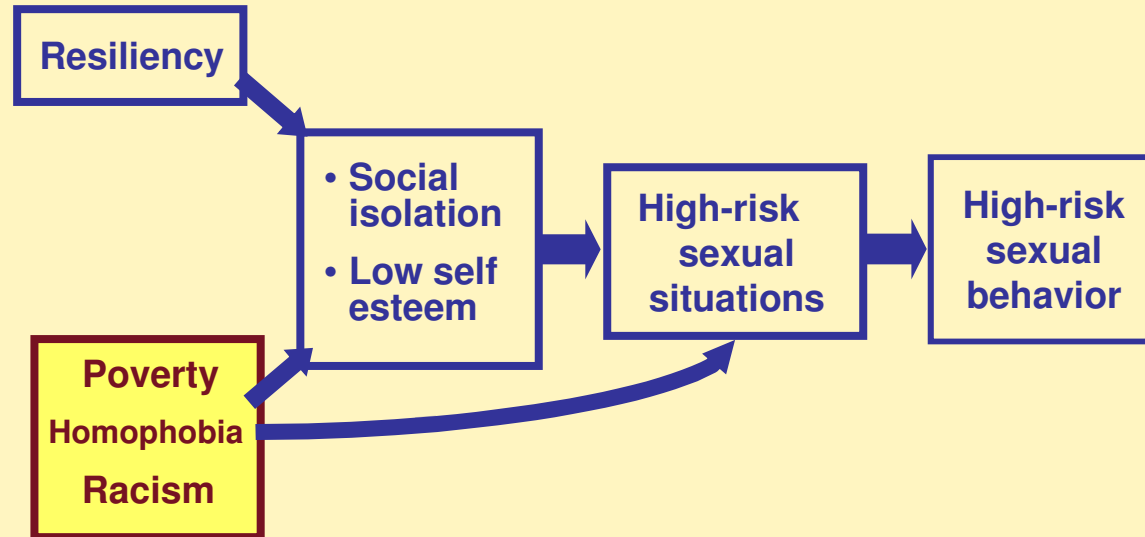 Resiliency
• Social
isolation
• Low self
esteem
High-risk
sexual
situations
High-risk
sexual
behavior
Poverty
Homophobia
Racism